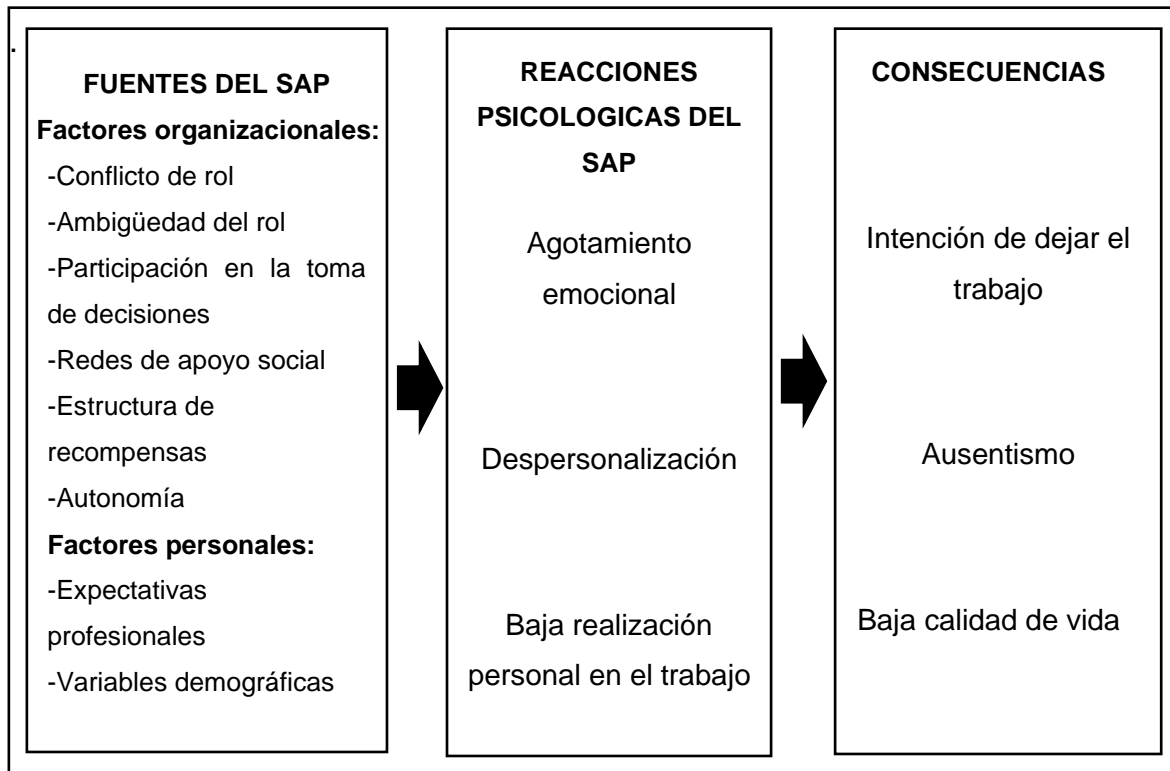 .
FUENTES DEL SAP
Factores organizacionales:
-Conflicto de rol
-Ambigüedad del rol
-Participación en la toma
de decisiones
-Redes de apoyo social
-Estructura de
recompensas
-Autonomía
Factores personales:
-Expectativas
profesionales
-Variables demográficas
REACCIONES
PSICOLOGICAS DEL
SAP
Agotamiento
emocional
Despersonalización
Baja realización
personal en el trabajo
CONSECUENCIAS
Intención de dejar el
trabajo
Ausentismo
Baja calidad de vida